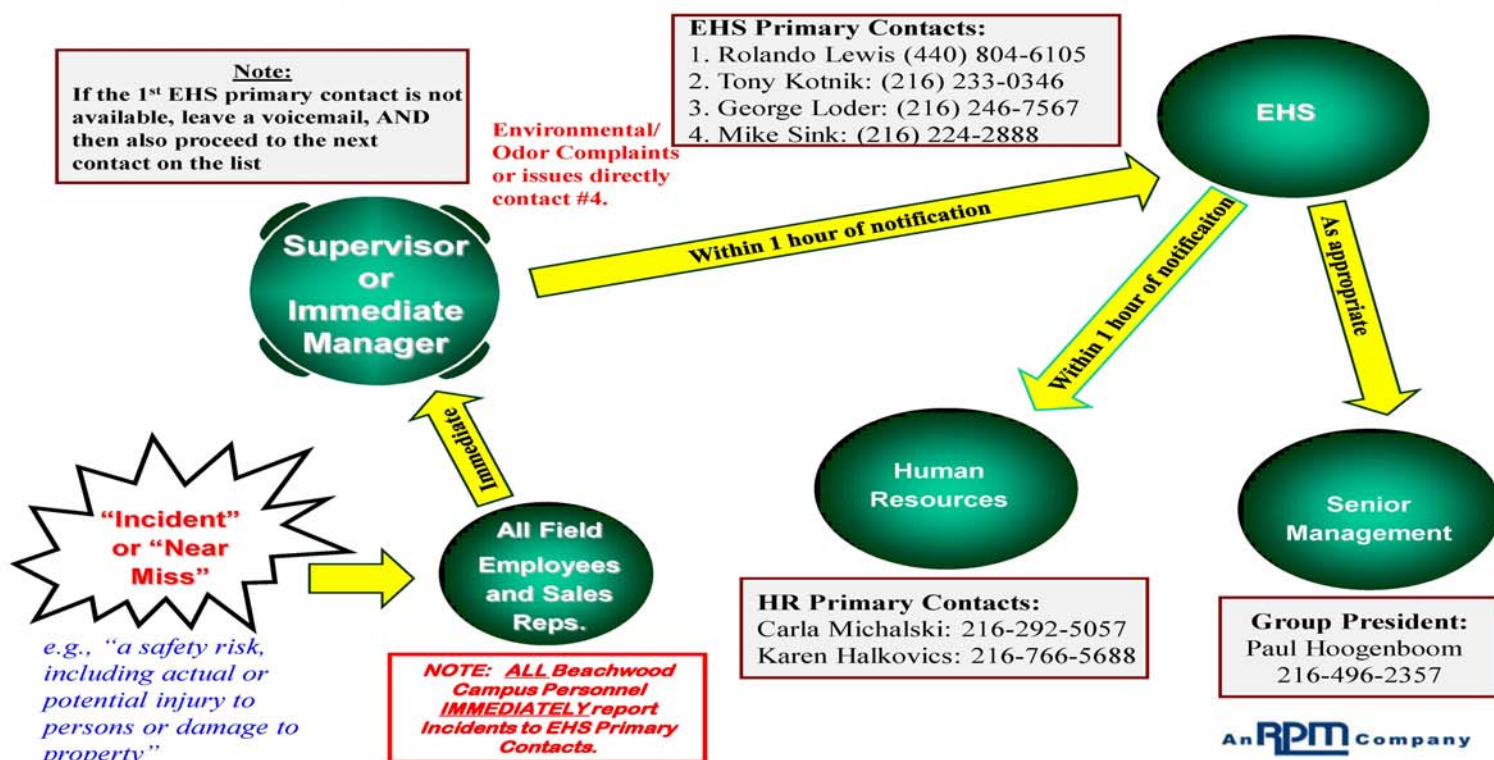 EHS Primary Contacts:
1. Rolando Lewis (440) 804-6105
2. Tony Kotnik: (216) 233-0346
3. George Loder: (216) 246-7567
4. Mike Sink: (216) 224-2888
EHS
Note:
If the 1st EHS primary contact is not
available, leave a voicemail, AND
then also proceed to the next
contact on the list
Environmental/
Odor Complaints
or issues directly
contact #4.
Within 1 hour of notification
Within 1 hour of notificaiton
As appropriate
Supervisor
or
Immediate
Manager
Immediate
“Incident”
or “Near
Miss”
e.g., “a safety risk,
including actual or
potential injury to
persons or damage to
property”
All Field
Employees
and Sales
Reps.
NOTE: ALL Beachwood
Campus Personnel
IMMEDIATELY report
Incidents to EHS Primary
Contacts.
Human
Resources
HR Primary Contacts:
Carla Michalski: 216-292-5057
Karen Halkovics: 216-766-5688
Senior
Management
Group President:
Paul Hoogenboom
216-496-2357
An RPM Company